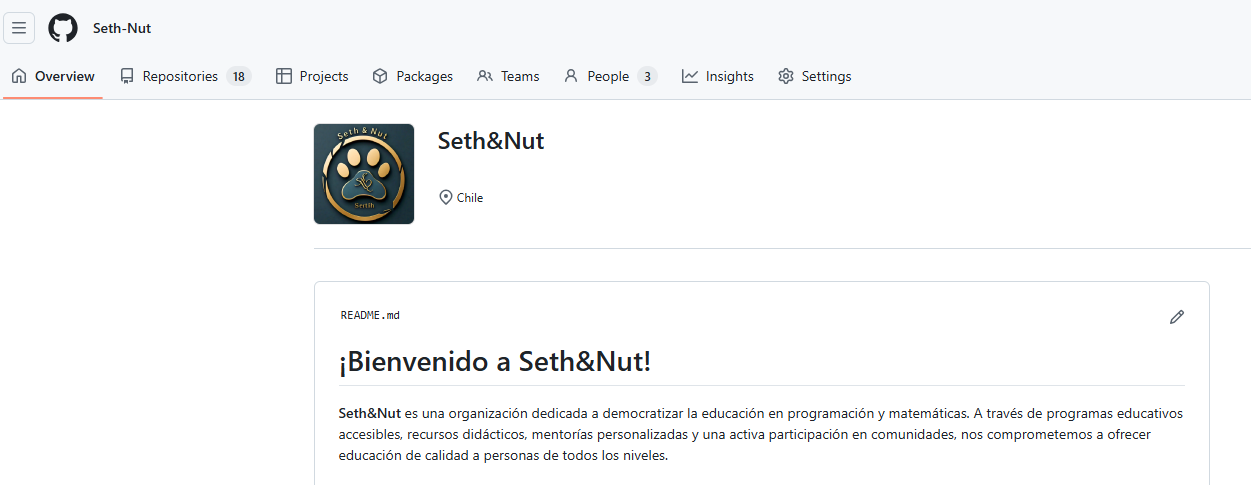 Seth-Nut
Overview Repositories 18 Projects Packages Teams People 3 Insights Settings
Seth & Nut
Seth&Nut
Chile
README.md
¡Bienvenido a Seth&Nut!
Seth&Nut es una organización dedicada a democratizar la educación en programación y matemáticas. A través de programas educativos
accesibles, recursos didácticos, mentorías personalizadas y una activa participación en comunidades, nos comprometemos a ofrecer
educación de calidad a personas de todos los niveles.